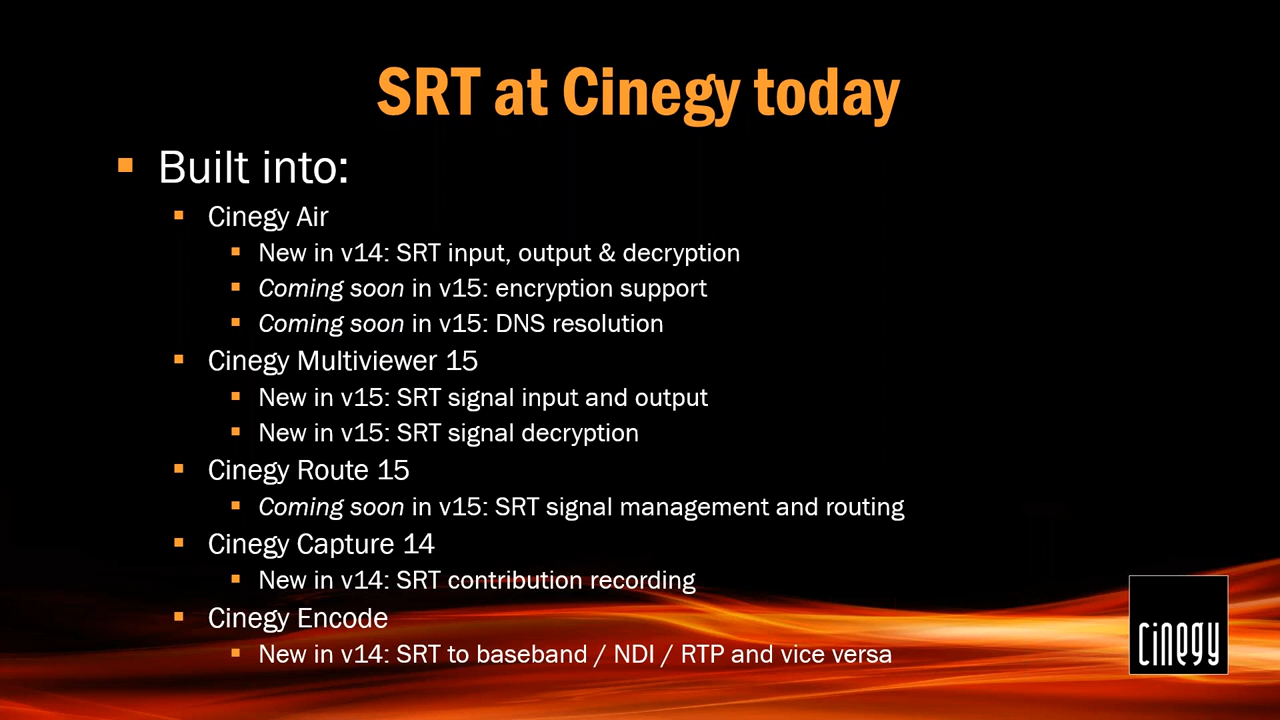 SRT at Cinegy today
Built into:
Cinegy Air
New in v14: SRT input, output & decryption
Coming soon in v15: encryption support
Coming soon in v15: DNS resolution
Cinegy Multiviewer 15
New in v15: SRT signal input and output
New in v15: SRT signal decryption
Cinegy Route 15
Coming soon in v15: SRT signal management and routing
Cinegy Capture 14
New in v14: SRT contribution recording
Cinegy Encode
New in v14: SRT to baseband / NDI / RTP and vice versa
cinegy